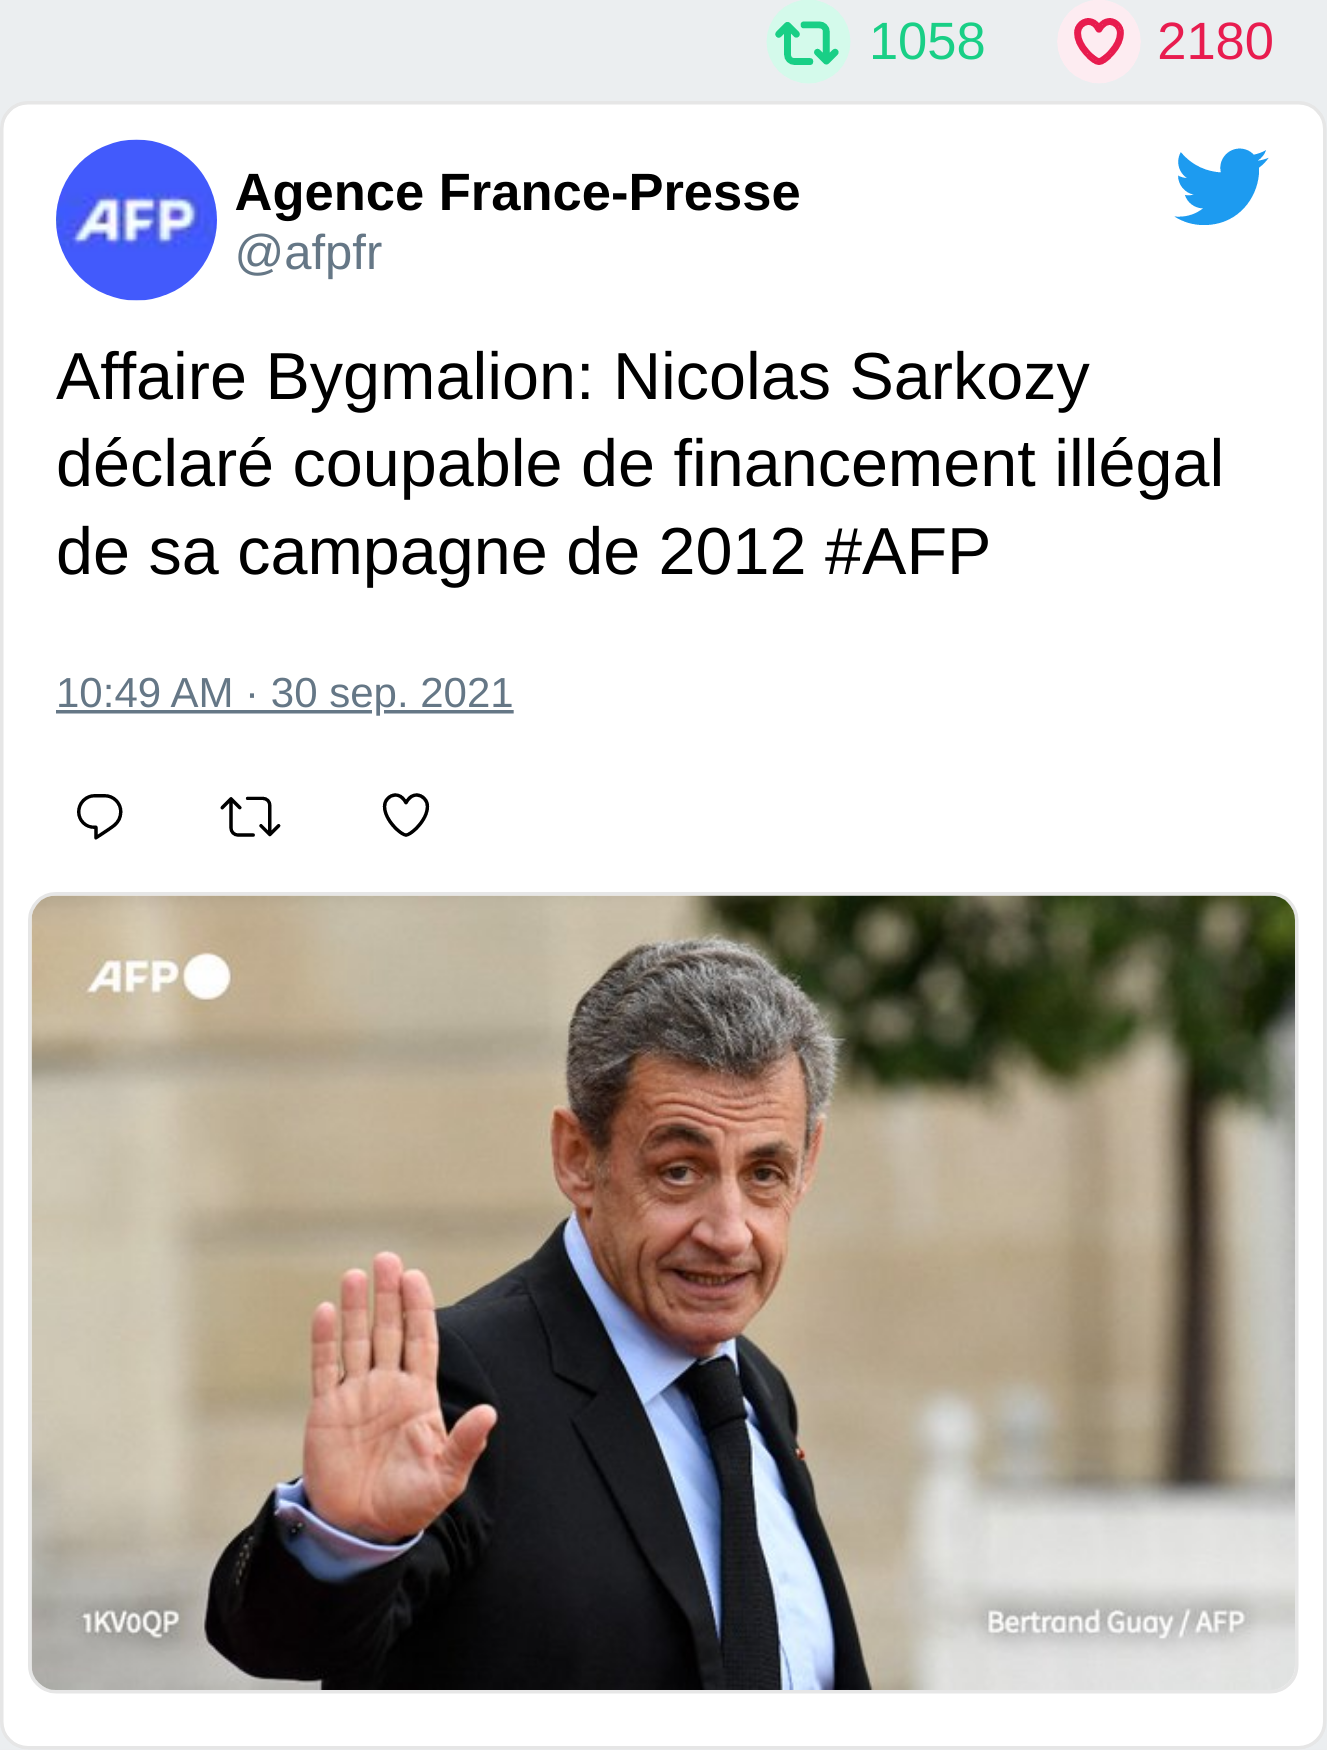 1058 2180
AFP
Agence France-Presse
@afpfr
Affaire Bygmalion: Nicolas Sarkozy
déclaré coupable de financement illégal
de sa campagne de 2012 #AFP
10:49 AM · 30 sep. 2021
AFP
1KV0QP
Bertrand Guay / AFP